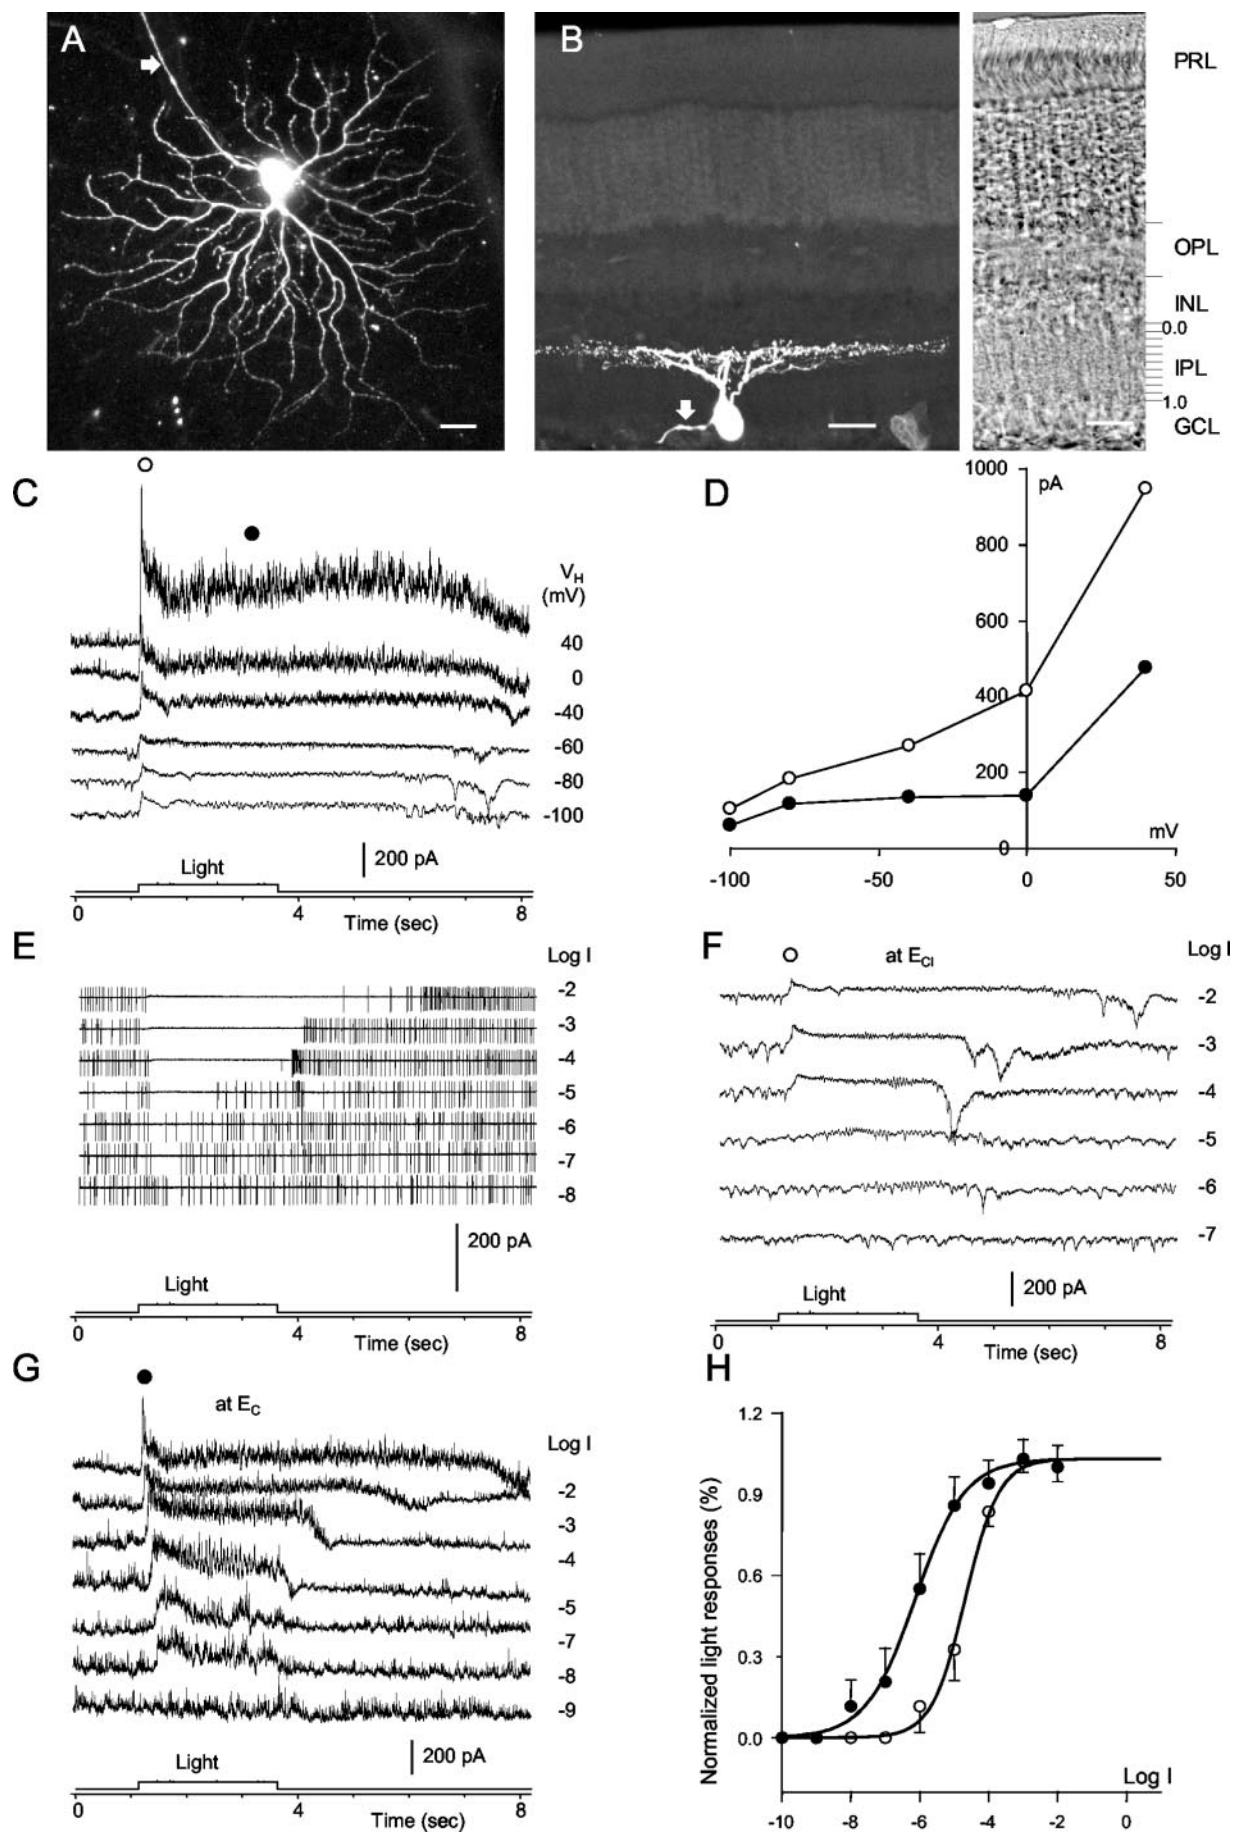 A
B
PRL
OPL
INL
0.0
IPL
1.0
GCL
C
V_H
(mV)
40
0
-40
-60
-80
-100
200 pA
Light
0 4 8
Time (sec)
D
1000
pA
800
600
400
200
0
mV
-100 -50 0 50
E
Log I
-2
-3
-4
-5
-6
-7
-8
200 pA
Light
0 4 8
Time (sec)
F
at E_Cl
Log I
-2
-3
-4
-5
-6
-7
200 pA
Light
0 4 8
Time (sec)
G
at E_C
Log I
-2
-3
-4
-5
-7
-8
-9
200 pA
Light
0 4 8
Time (sec)
H
Normalized light responses (%)
1.2
0.9
0.6
0.3
0.0
Log I
-10 -8 -6 -4 -2 0